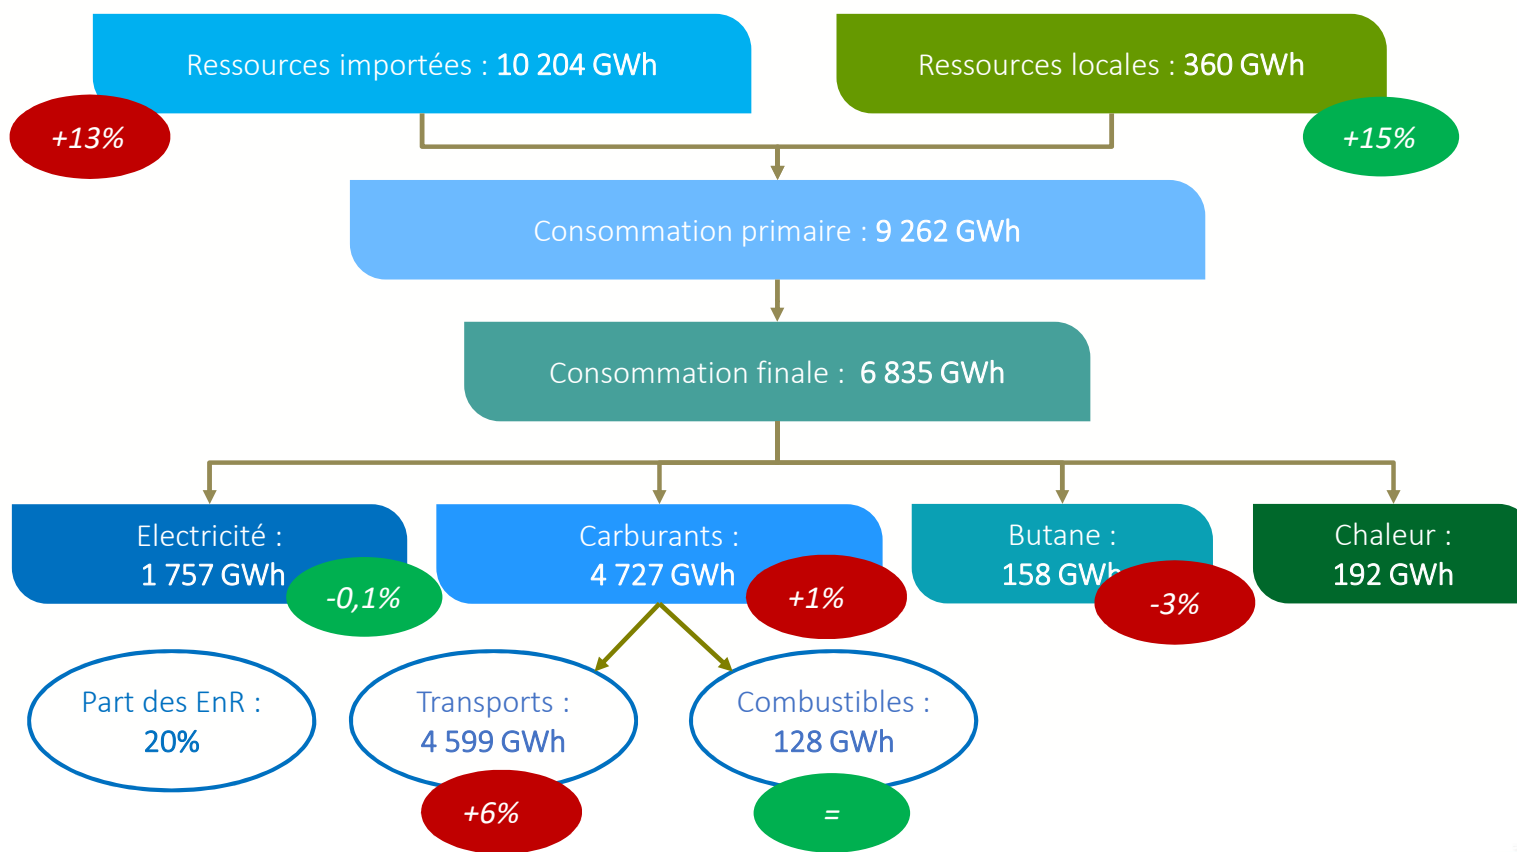 Ressources importées : 10 204 GWh
Ressources locales : 360 GWh
+13%
+15%
Consommation primaire : 9 262 GWh
Consommation finale : 6 835 GWh
Electricité :
1 757 GWh
-0,1%
Carburants :
4 727 GWh
+1%
Butane :
158 GWh
-3%
Chaleur :
192 GWh
Part des EnR :
20%
Transports :
4 599 GWh
+6%
Combustibles :
128 GWh
=